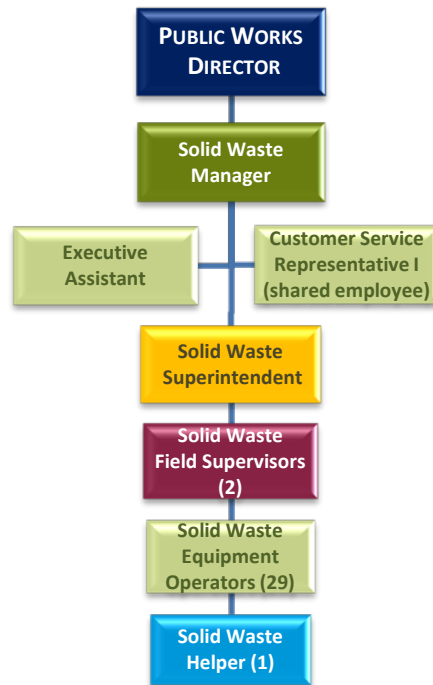 PUBLIC WORKS
DIRECTOR
Solid Waste
Manager
Executive
Assistant
Customer Service
Representative I
(shared employee)
Solid Waste
Superintendent
Solid Waste
Field Supervisors
(2)
Solid Waste
Equipment
Operators (29)
Solid Waste
Helper (1)